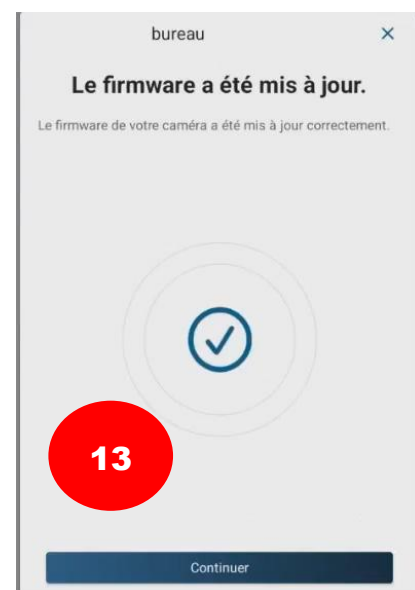 bureau
Le firmware a été mis à jour.
Le firmware de votre caméra a été mis à jour correctement.
13
Continuer